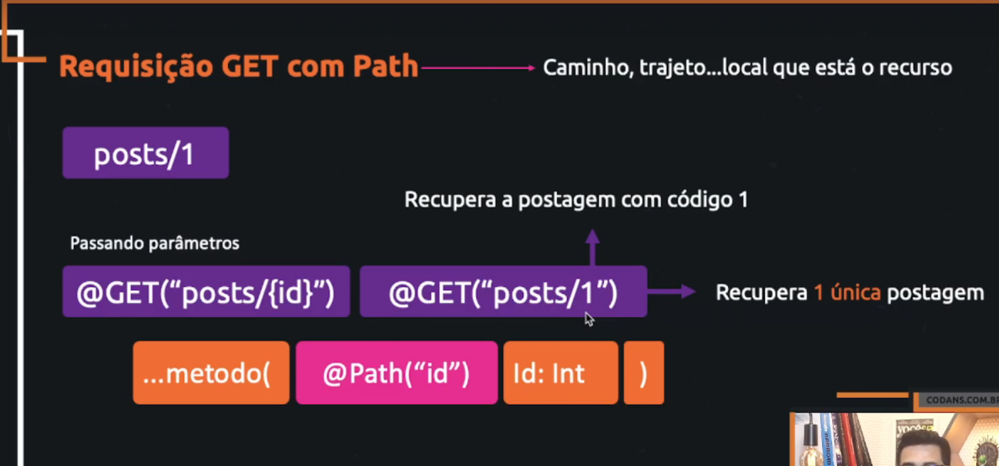 Requisição GET com Path
Caminho, trajeto...local que está o recurso
posts/1
Recupera a postagem com código 1
Passando parâmetros
@GET(“posts/{id}”)
@GET(“posts/1”)
Recupera 1 única postagem
...metodo(
@Path(“id”)
Id: Int
)
CODANS.COM.BR